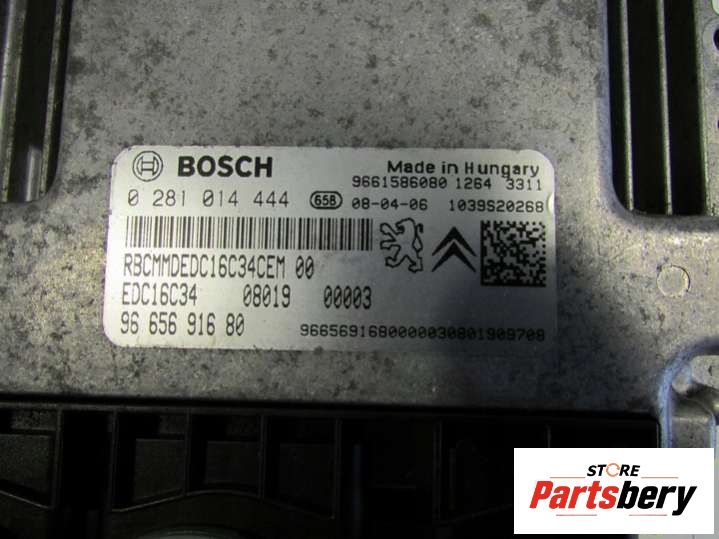 BOSCH
Made in Hungary
9661586080 1264 3311
0 281 014 444 658 08-04-06 1039S20268
RBCMMDEDC16C34CEM 00
EDC16C34 08019 00003
96 656 916 80 9665691680000030801909708
STORE
Partsbery